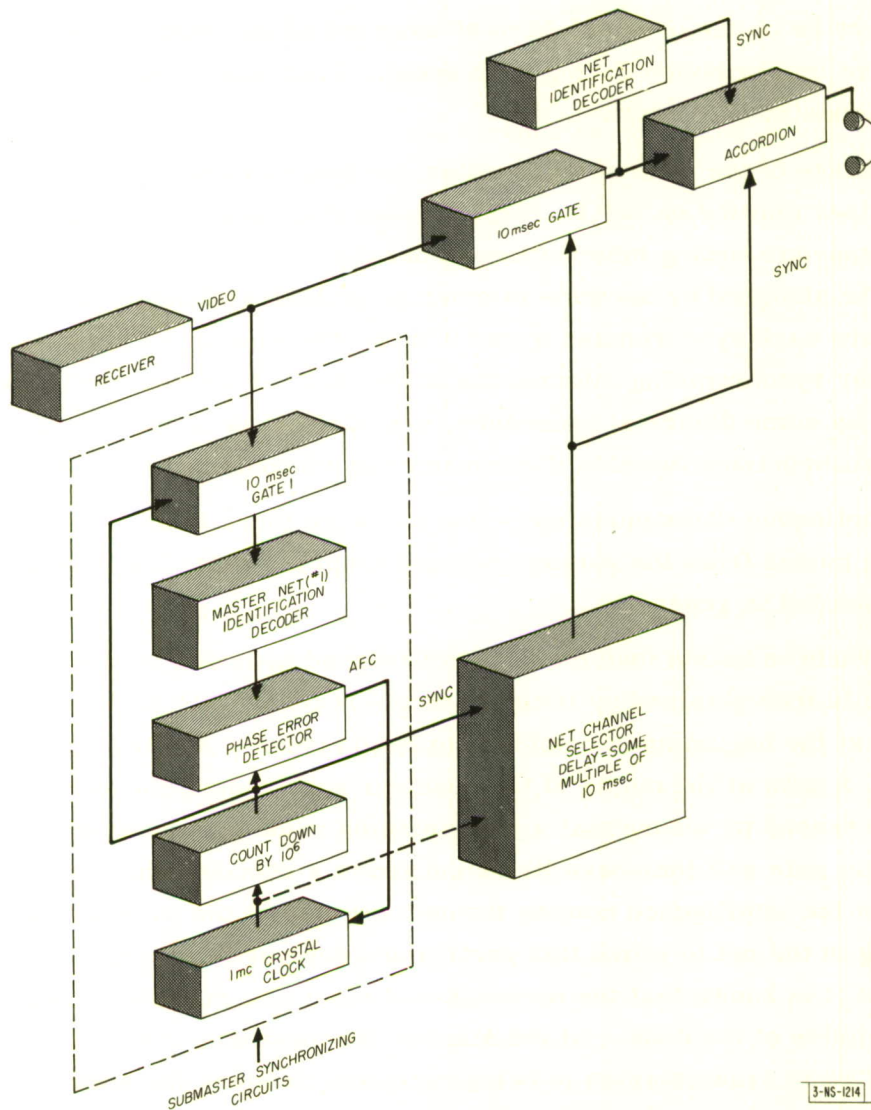 NET
IDENTIFICATION
DECODER
SYNC
ACCORDION
10 msec GATE
SYNC
VIDEO
RECEIVER
10 msec
GATE 1
MASTER NET (#1)
IDENTIFICATION
DECODER
AFC
PHASE ERROR
DETECTOR
SYNC
NET CHANNEL
SELECTOR
DELAY = SOME
MULTIPLE OF
10 msec
COUNT DOWN
BY 10⁶
1 mc CRYSTAL
CLOCK
SUBMASTER SYNCHRONIZING
CIRCUITS
3-NS-1214